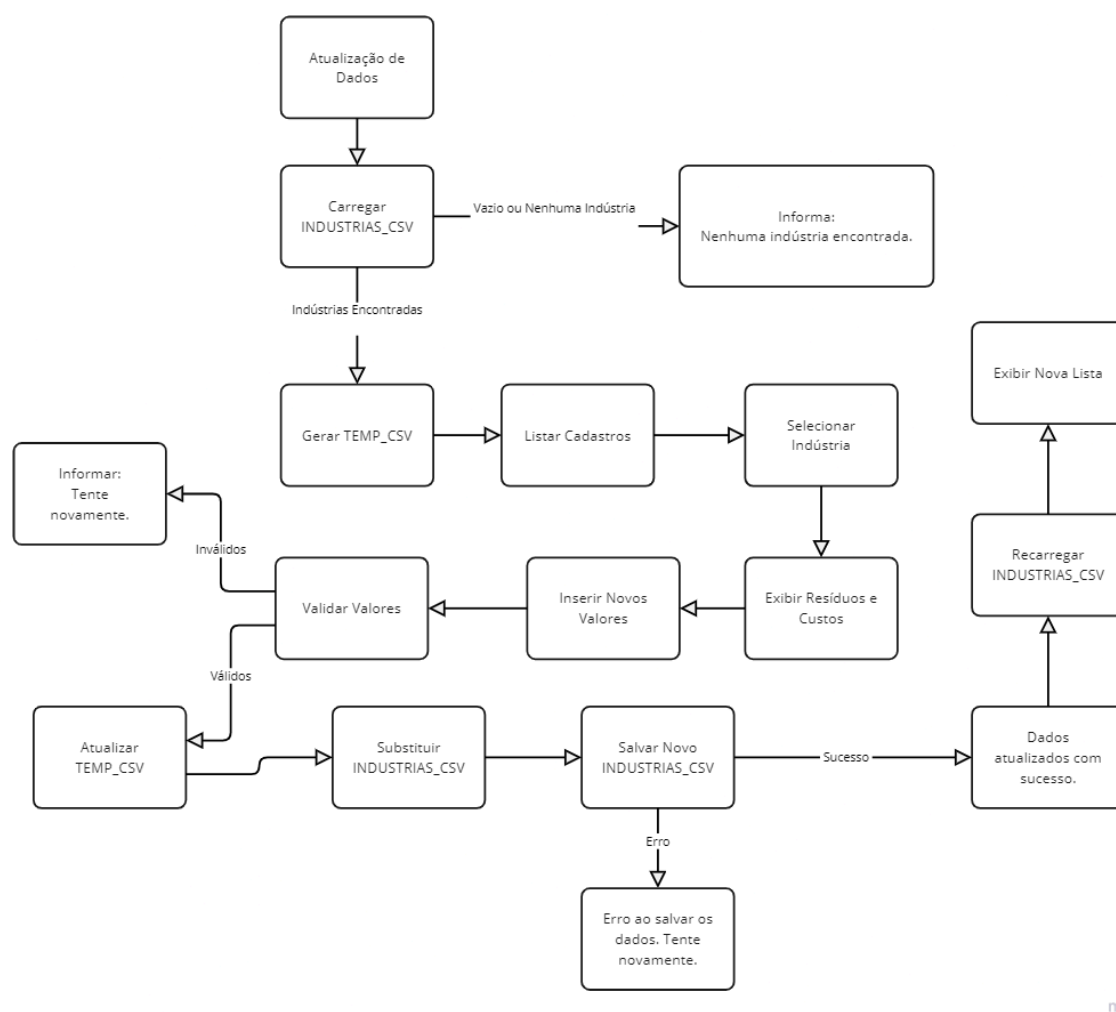 Atualização de
Dados
Carregar
INDUSTRIAS_CSV
Vazio ou Nenhuma Indústria
Informa:
Nenhuma indústria encontrada.
Indústrias Encontradas
Gerar TEMP_CSV
Listar Cadastros
Selecionar
Indústria
Exibir Nova Lista
Informar:
Tente
novamente.
Inválidos
Validar Valores
Inserir Novos
Valores
Exibir Resíduos e
Custos
Recarregar
INDUSTRIAS_CSV
Válidos
Atualizar
TEMP_CSV
Substituir
INDUSTRIAS_CSV
Salvar Novo
INDUSTRIAS_CSV
Sucesso
Dados
atualizados com
sucesso.
Erro
Erro ao salvar os
dados. Tente
novamente.